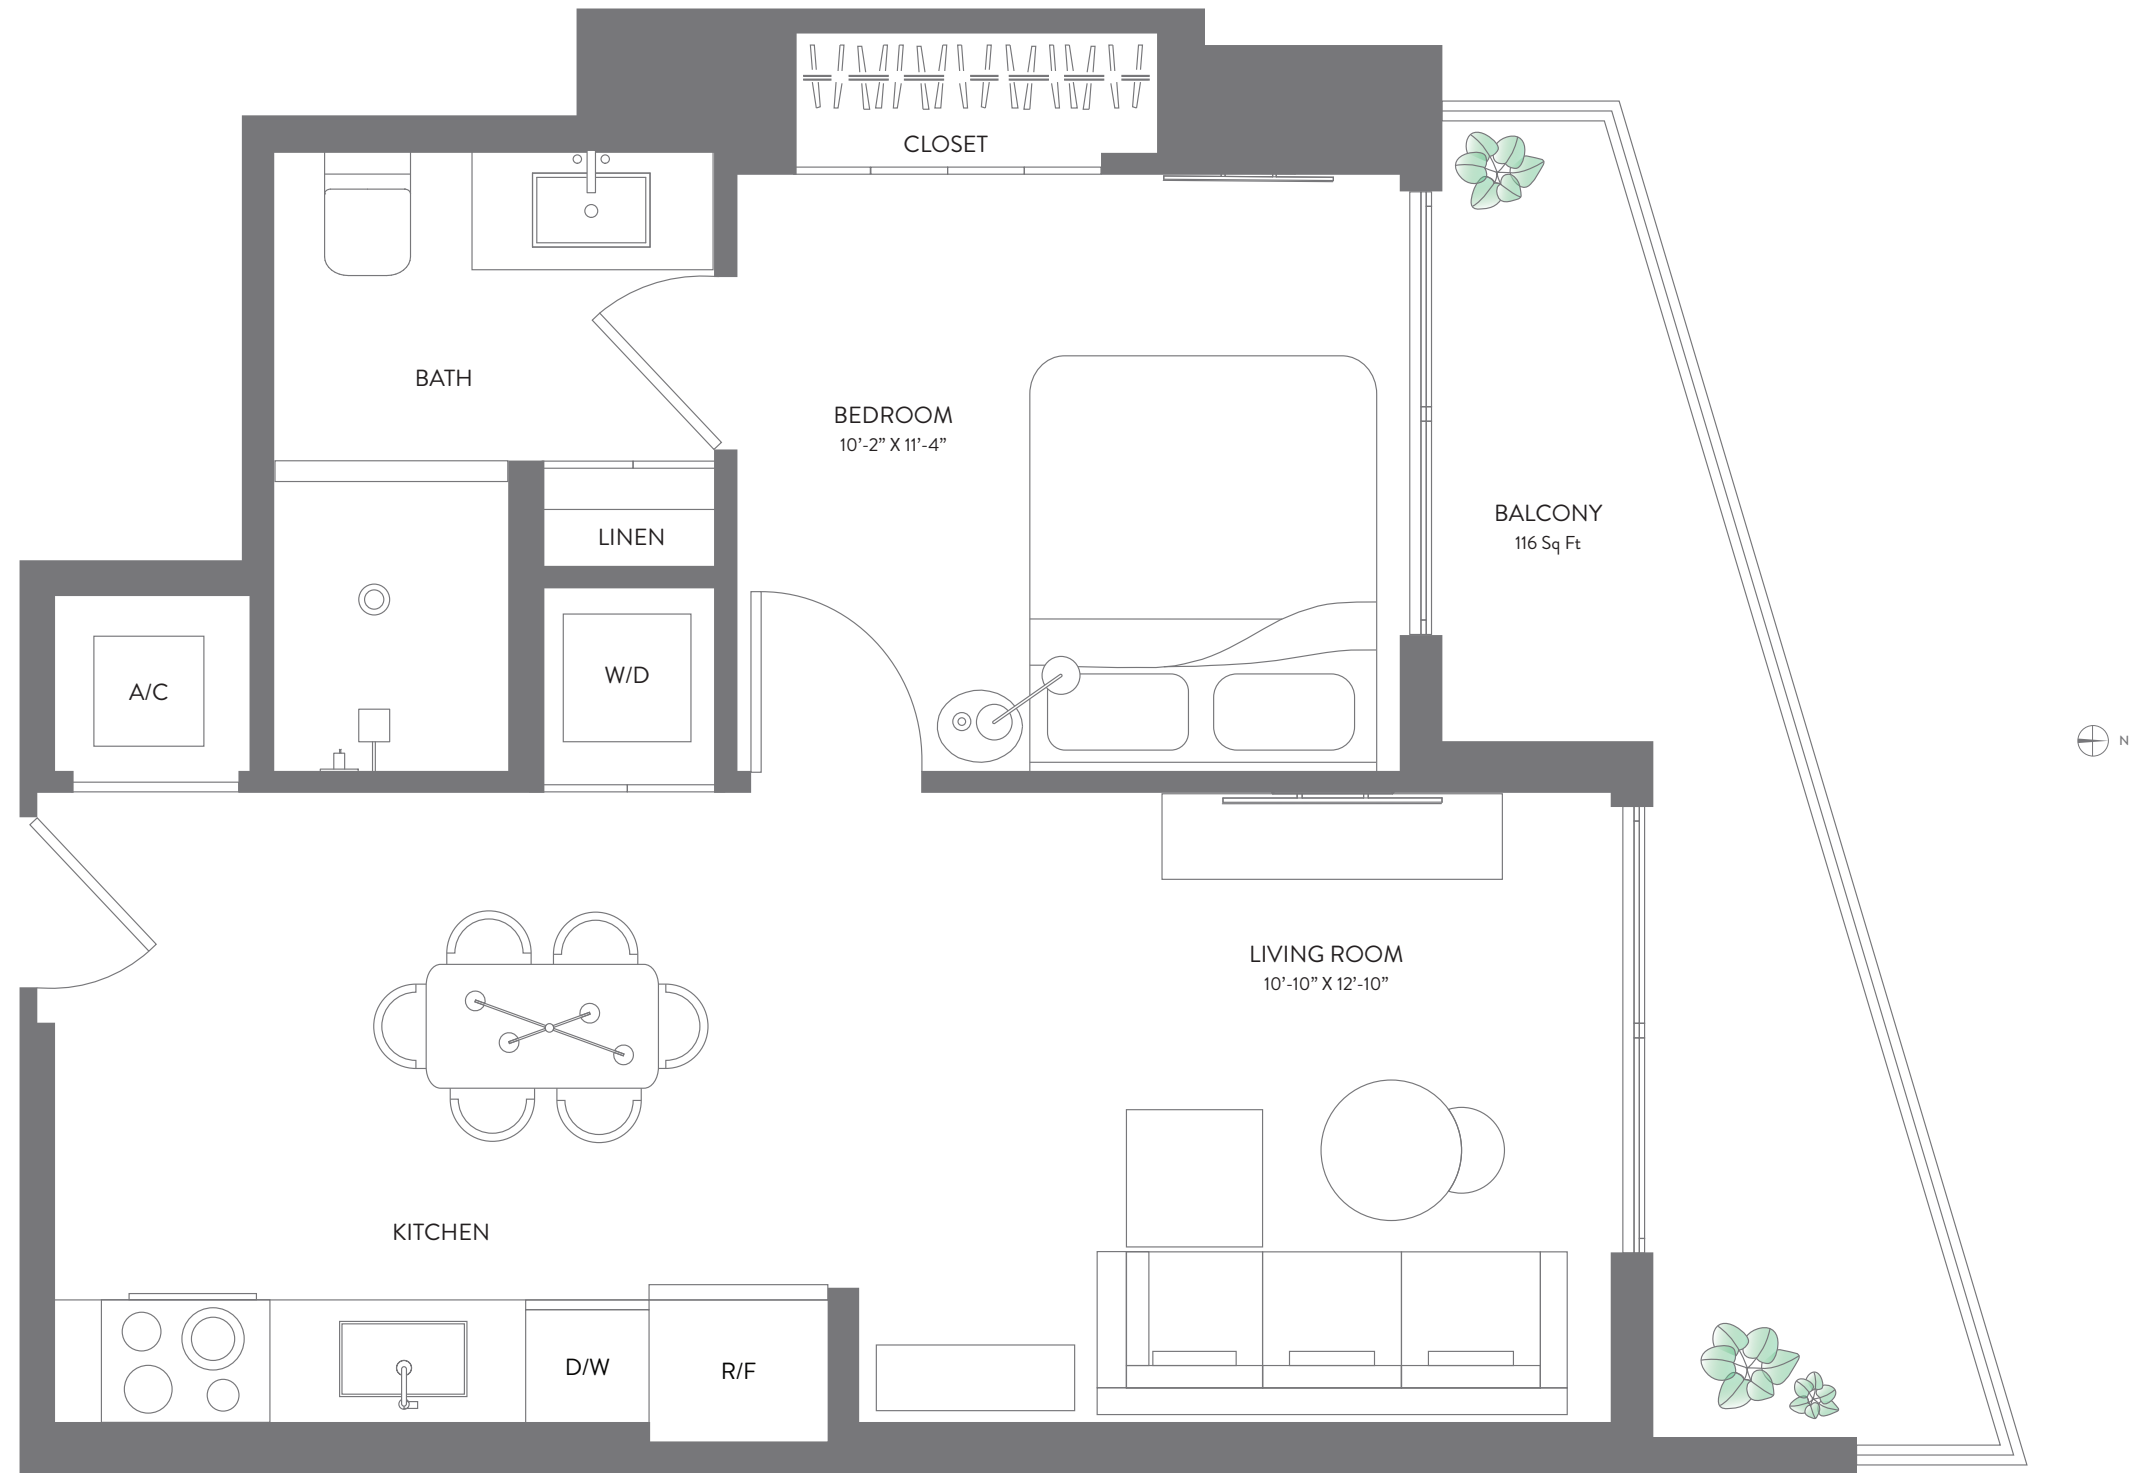 CLOSET
BATH
BEDROOM
10’-2” X 11’-4”
BALCONY
116 Sq Ft
LINEN
W/D
A/C
N
LIVING ROOM
10’-10” X 12’-10”
KITCHEN
D/W
R/F